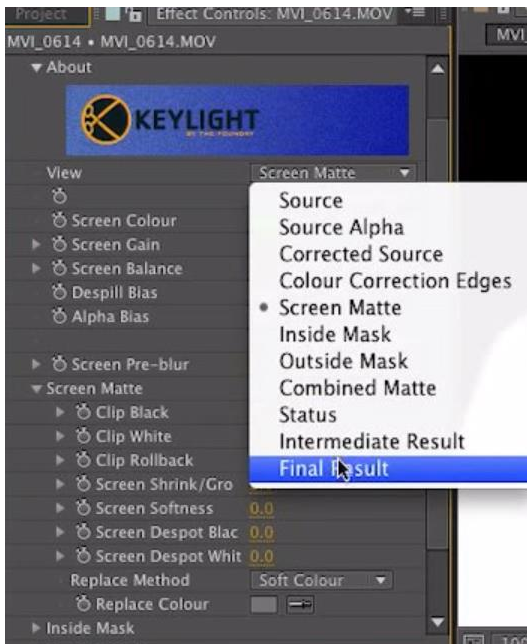 Project
Effect Controls: MVI_0614.MOV
MVI_0614 • MVI_0614.MOV
MVI
About
KEYLIGHT
BY THE FOUNDRY
View
Screen Matte
Screen Colour
Screen Gain
Screen Balance
Despill Bias
Alpha Bias
Screen Pre-blur
Screen Matte
Clip Black
Clip White
Clip Rollback
Screen Shrink/Gro
Screen Softness 0.0
Screen Despot Blac 0.0
Screen Despot Whit 0.0
Replace Method Soft Colour
Replace Colour
Inside Mask
Source
Source Alpha
Corrected Source
Colour Correction Edges
• Screen Matte
Inside Mask
Outside Mask
Combined Matte
Status
Intermediate Result
Final Result